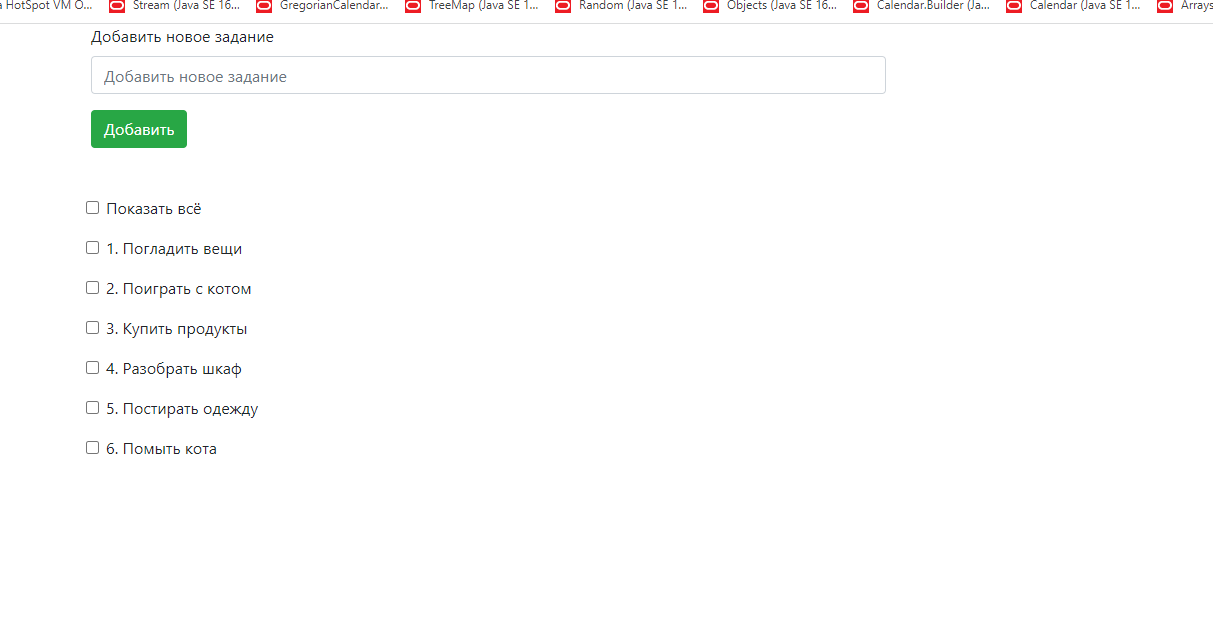 a HotSpot VM O... Stream (Java SE 16... GregorianCalendar... TreeMap (Java SE 1... Random (Java SE 1... Objects (Java SE 16... Calendar.Builder (Ja... Calendar (Java SE 1... Arrays
Добавить новое задание
Добавить новое задание
Добавить
Показать всё
1. Погладить вещи
2. Поиграть с котом
3. Купить продукты
4. Разобрать шкаф
5. Постирать одежду
6. Помыть кота